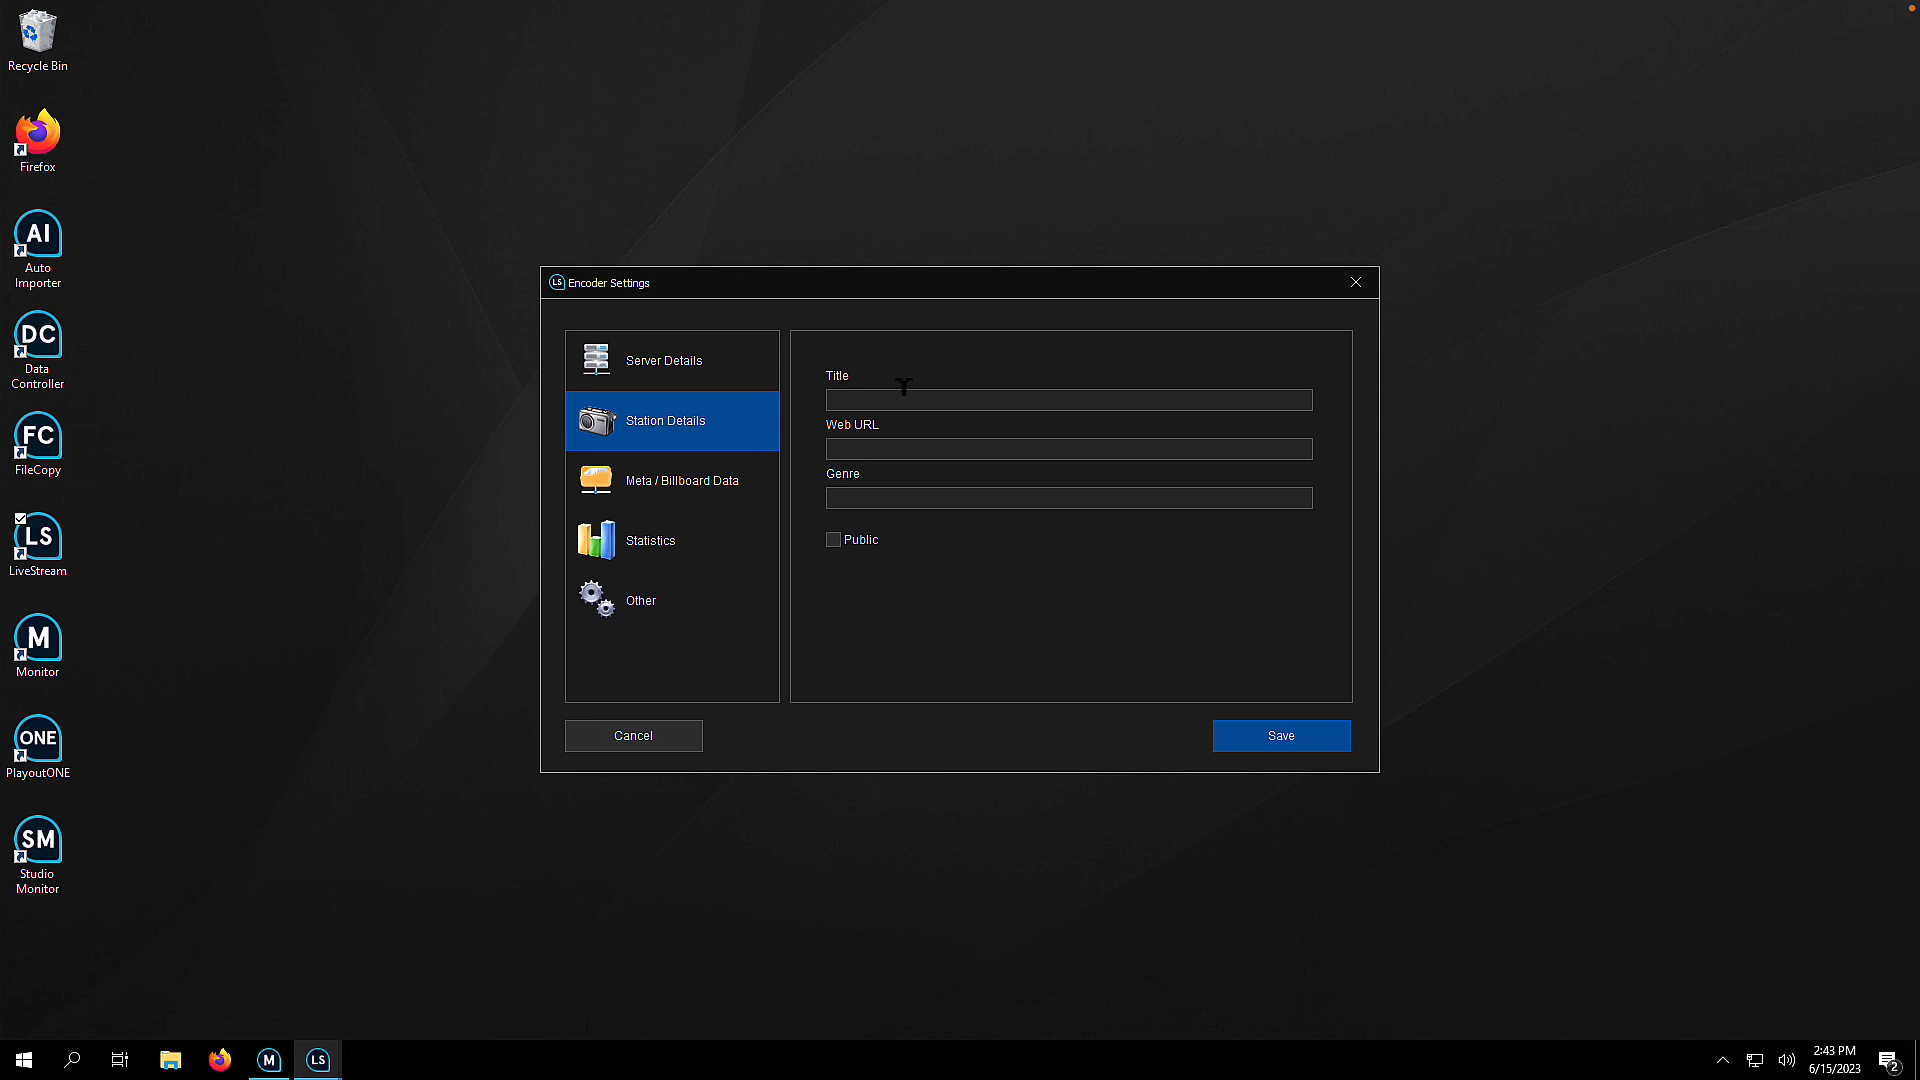 Recycle Bin
Firefox
AI
Auto
Importer
DC
Data
Controller
FC
FileCopy
LS
LiveStream
M
Monitor
ONE
PlayoutONE
SM
Studio
Monitor
LS Encoder Settings
Server Details
Station Details
Meta / Billboard Data
Statistics
Other
Title
Web URL
Genre
Public
Cancel
Save
M
LS
2:43 PM
6/15/2023
2